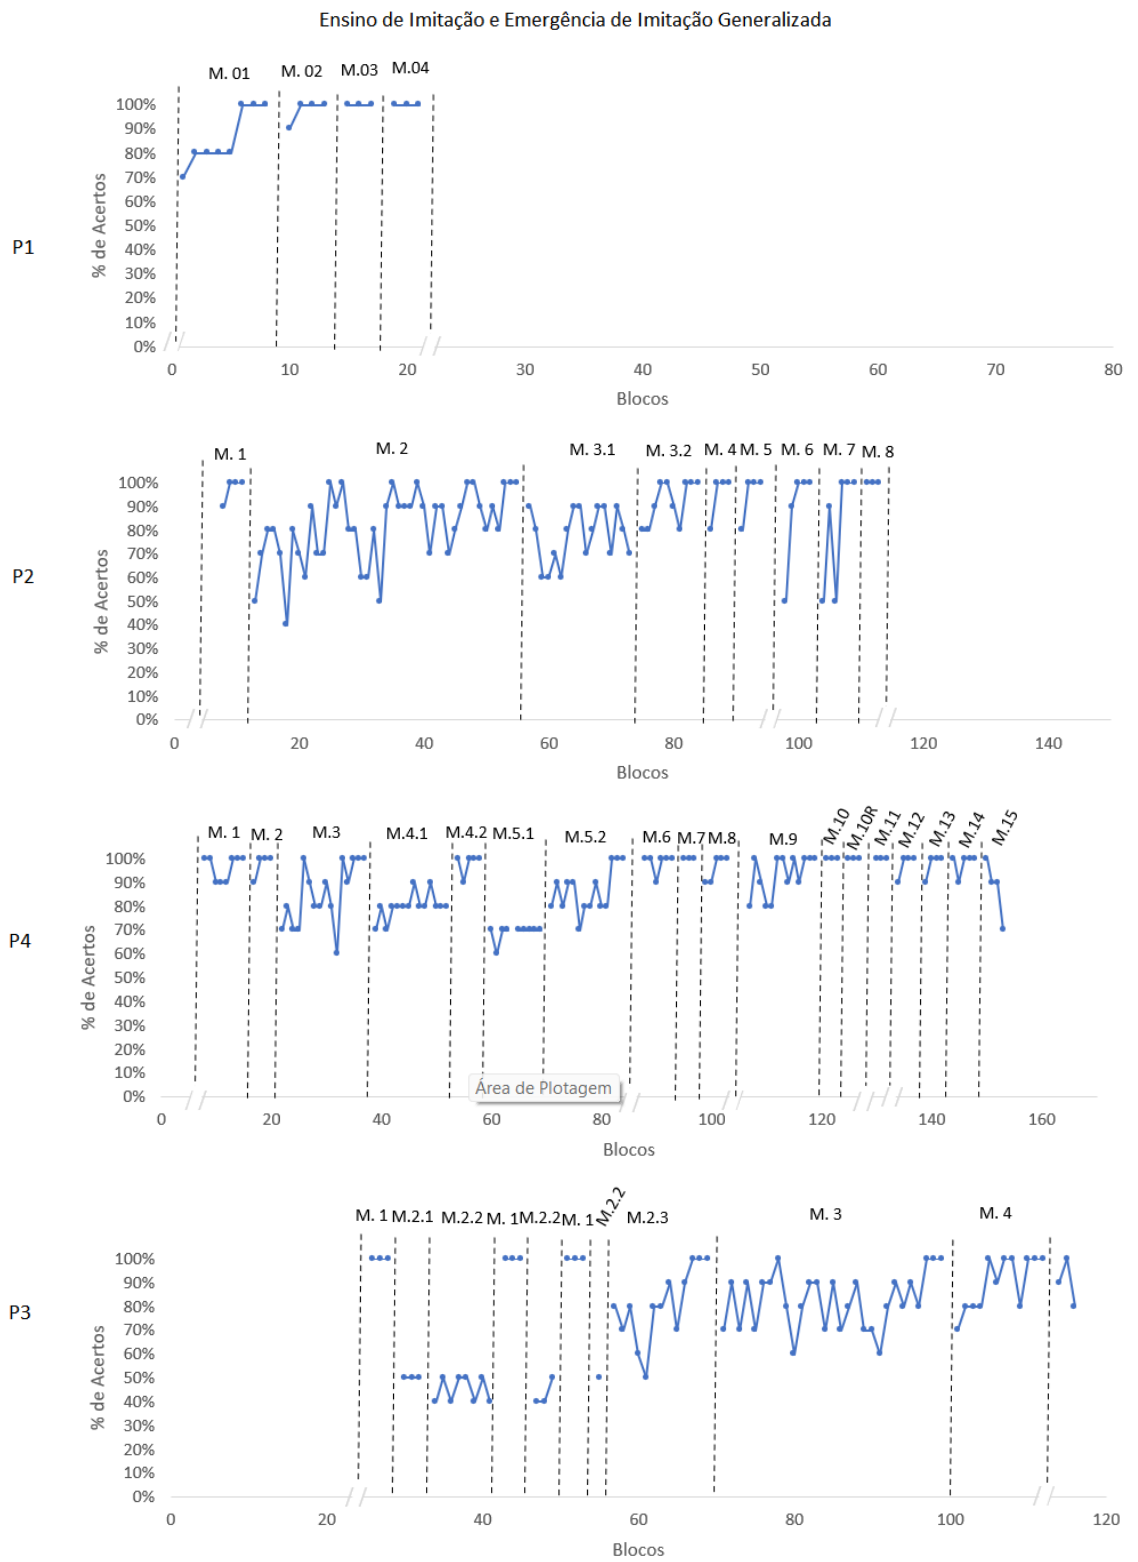 Ensino de Imitação e Emergência de Imitação Generalizada
M. 01 M. 02 M.03 M.04
100%
90%
80%
70%
60%
50%
40%
30%
20%
10%
0%
% de Acertos
P1
0 10 20 30 40 50 60 70 80
Blocos
M. 1 M. 2 M. 3.1 M. 3.2 M. 4 M. 5 M. 6 M. 7 M. 8
100%
90%
80%
70%
60%
50%
40%
30%
20%
10%
0%
% de Acertos
P2
0 20 40 60 80 100 120 140
Blocos
M. 1 M. 2 M.3 M.4.1 M.4.2 M.5.1 M.5.2 M.6 M.7 M.8 M.9 M.10 M.10R M.11 M.12 M.13 M.14 M.15
100%
90%
80%
70%
60%
50%
40%
30%
20%
10%
0%
% de Acertos
P4
Área de Plotagem
0 20 40 60 80 100 120 140 160
Blocos
M. 1 M.2.1 M.2.2 M. 1 M.2.2 M. 1 M.2.2 M.2.3 M. 3 M. 4
100%
90%
80%
70%
60%
50%
40%
30%
20%
10%
0%
% de Acertos
P3
0 20 40 60 80 100 120
Blocos